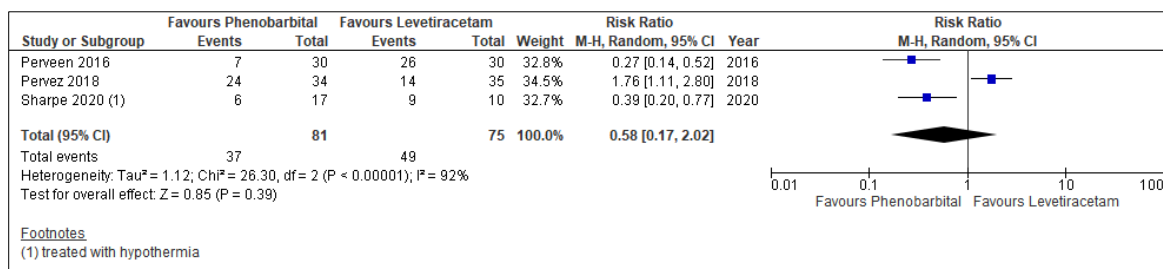 Favours Phenobarbital Favours Levetiracetam Risk Ratio Risk Ratio
Study or Subgroup Events Total Events Total Weight M-H, Random, 95% CI Year M-H, Random, 95% CI
Perveen 2016 7 30 26 30 32.8% 0.27 [0.14, 0.52] 2016
Pervez 2018 24 34 14 35 34.5% 1.76 [1.11, 2.80] 2018
Sharpe 2020 (1) 6 17 9 10 32.7% 0.39 [0.20, 0.77] 2020
Total (95% CI) 81 75 100.0% 0.58 [0.17, 2.02]
Total events 37 49
Heterogeneity: Tau² = 1.12; Chi² = 26.30, df = 2 (P < 0.00001); I² = 92%
Test for overall effect: Z = 0.85 (P = 0.39)
0.01 0.1 1 10 100
Favours Phenobarbital Favours Levetiracetam
Footnotes
(1) treated with hypothermia